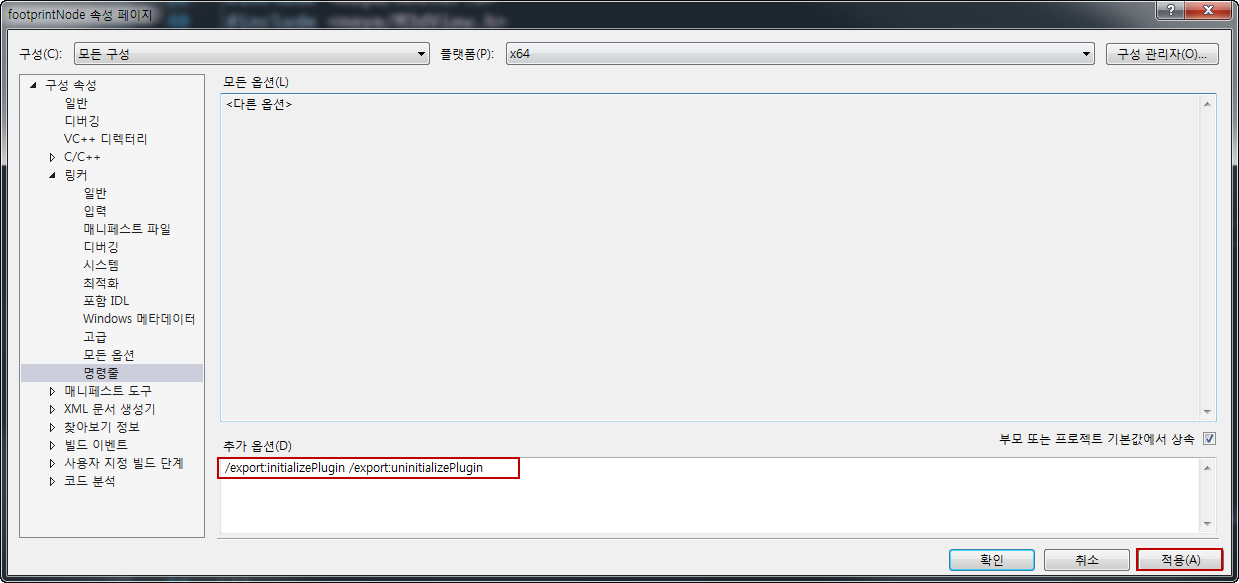 footprintNode 속성 페이지
#include <maya/M3dView.h>
구성(C): 모든 구성 플랫폼(P): x64 구성 관리자(O)...
구성 속성
일반
디버깅
VC++ 디렉터리
C/C++
링커
일반
입력
매니페스트 파일
디버깅
시스템
최적화
포함 IDL
Windows 메타데이터
고급
모든 옵션
명령줄
매니페스트 도구
XML 문서 생성기
찾아보기 정보
빌드 이벤트
사용자 지정 빌드 단계
코드 분석
모든 옵션(L)
<다른 옵션>
추가 옵션(D) 부모 또는 프로젝트 기본값에서 상속
/export:initializePlugin /export:uninitializePlugin
확인 취소 적용(A)